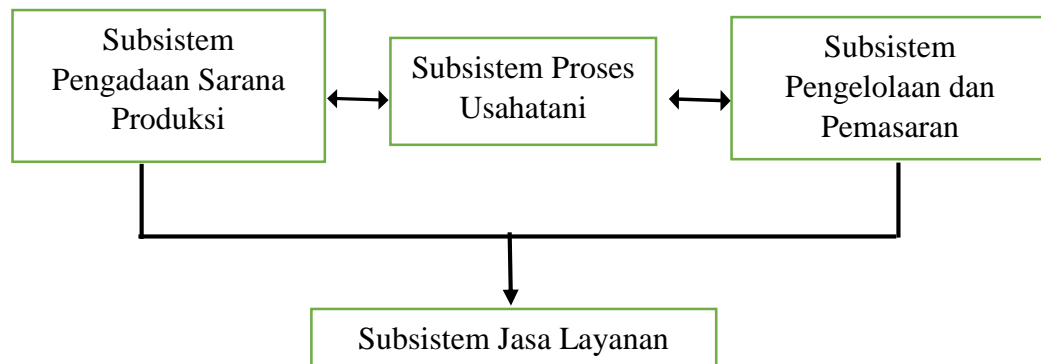 Subsistem
Pengadaan Sarana
Produksi
Subsistem Proses
Usahatani
Subsistem
Pengelolaan dan
Pemasaran
Subsistem Jasa Layanan